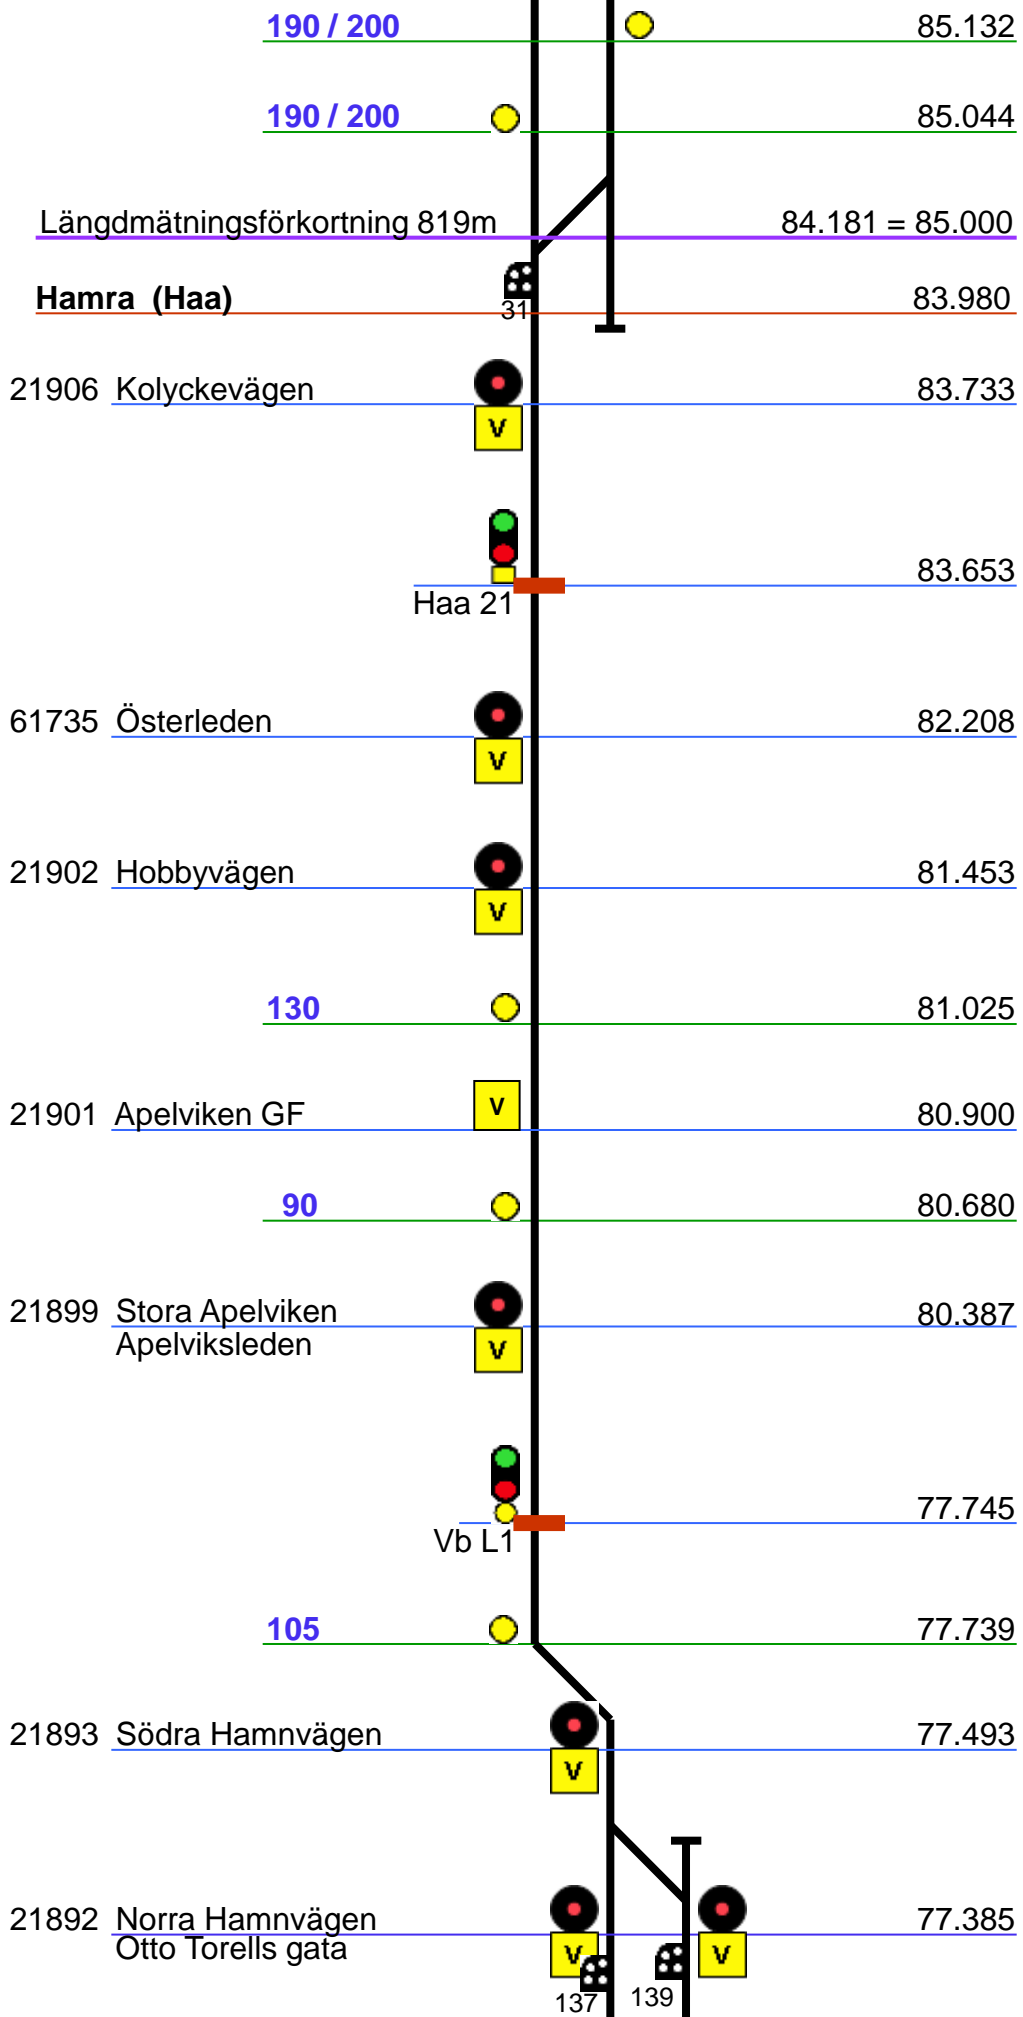 190 / 200 85.132
190 / 200 85.044
Längdmätningsförkortning 819m 84.181 = 85.000
Hamra (Haa) 83.980
31
21906 Kolyckevägen 83.733
V
83.653
Haa 21
61735 Österleden 82.208
V
21902 Hobbyvägen 81.453
V
130 81.025
V
21901 Apelviken GF 80.900
90 80.680
21899 Stora Apelviken 80.387
Apelviksleden
V
77.745
Vb L1
105 77.739
21893 Södra Hamnvägen 77.493
V
21892 Norra Hamnvägen 77.385
Otto Torells gata
V V
137 139